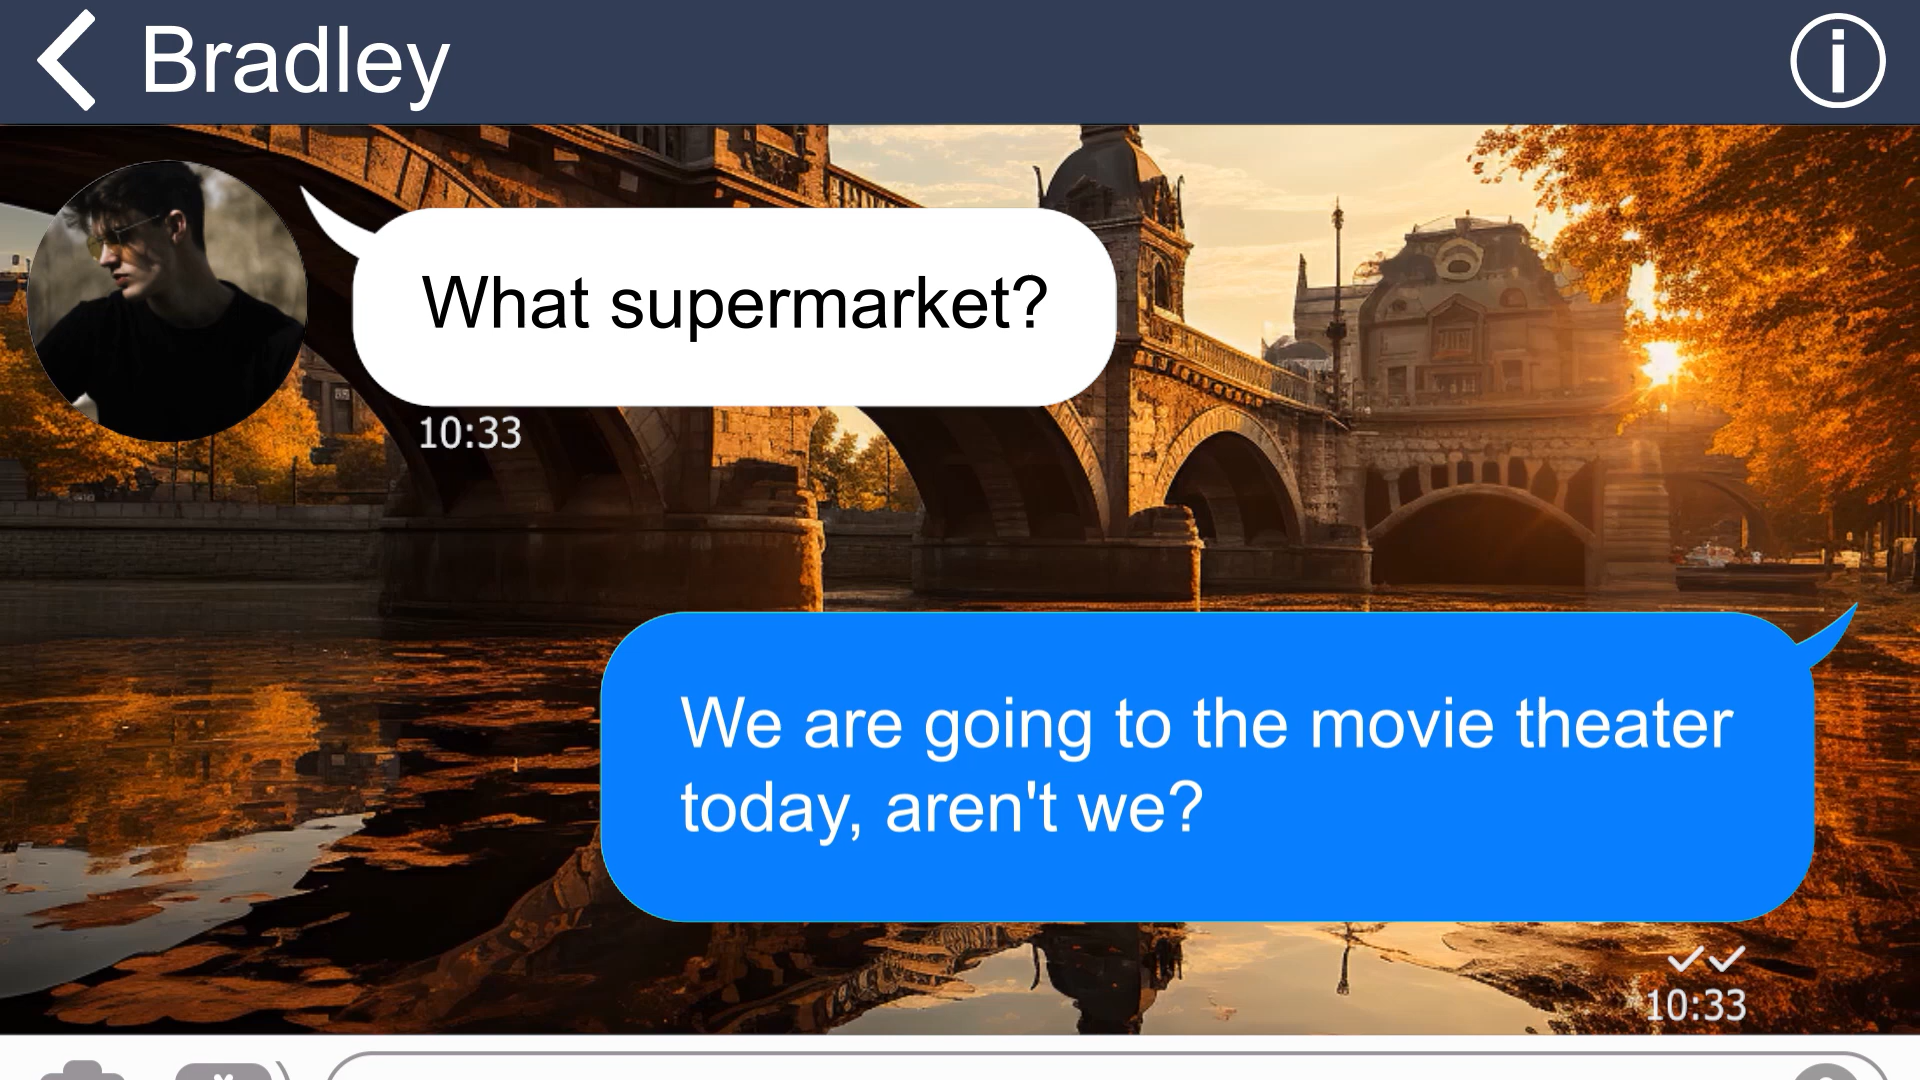 Bradley
What supermarket?
10:33
We are going to the movie theater
today, aren't we?
10:33